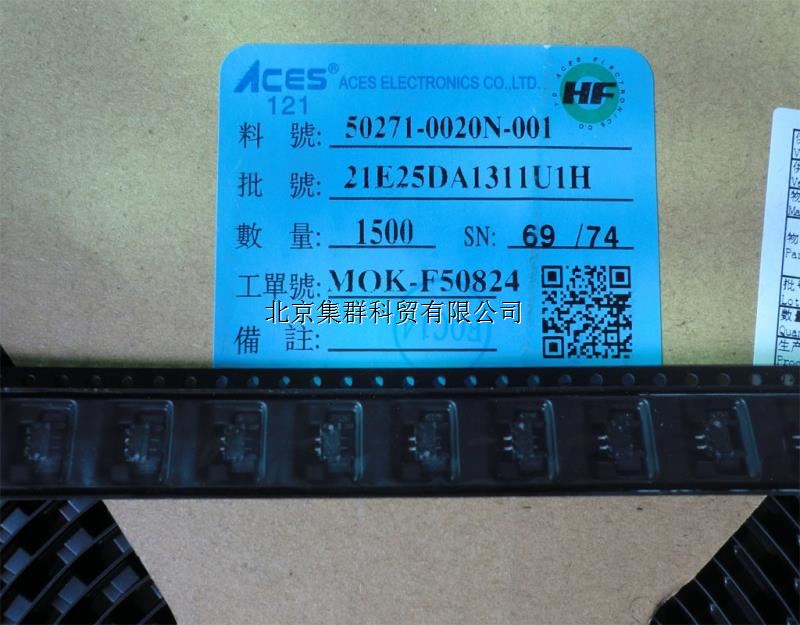 ACES® ACES ELECTRONICS CO.,LTD.
HF
121
料 號: 50271-0020N-001
批 號: 21E25DA1311U1H
數 量: 1500 SN: 69 /74
工單號: MOK-F50824
北京集群科贸有限公司
備 註: